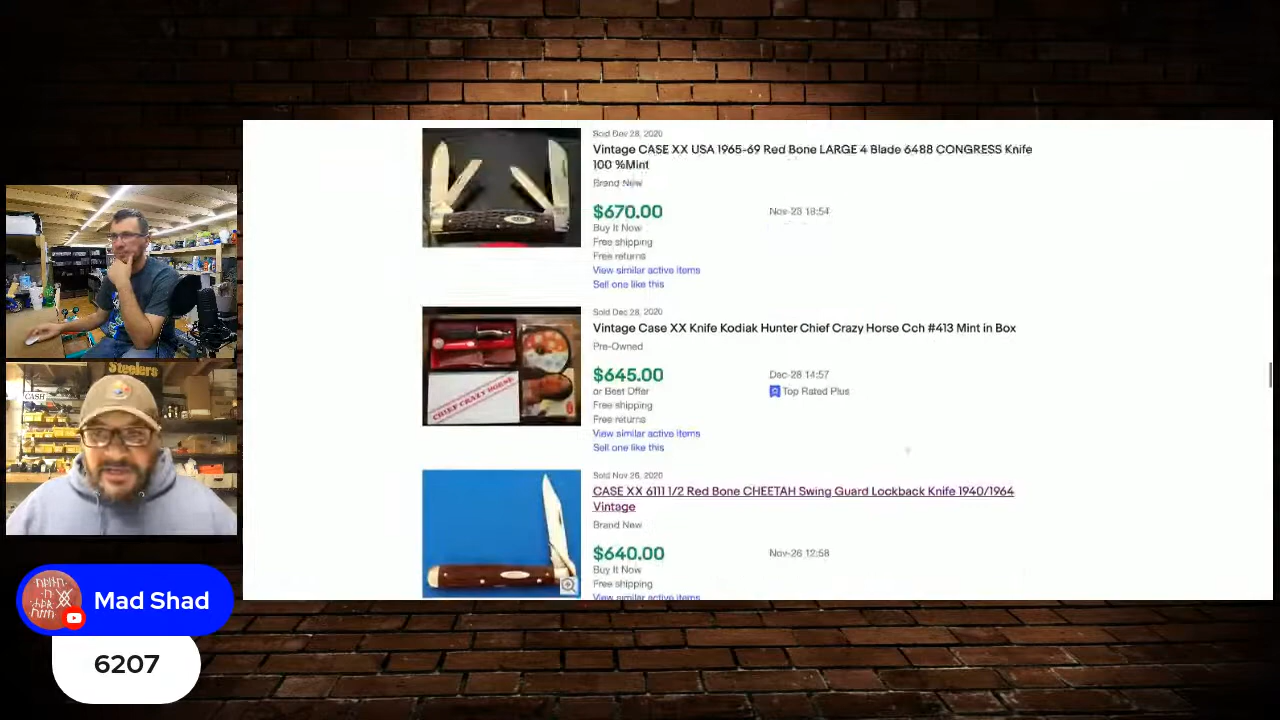 Sold Dec 28, 2020
Vintage CASE XX USA 1965-69 Red Bone LARGE 4 Blade 6488 CONGRESS Knife
100 %Mint
Brand New
$670.00
Nov-23 18:54
Buy It Now
Free shipping
Free returns
View similar active items
Sell one like this
Sold Dec 28, 2020
Vintage Case XX Knife Kodiak Hunter Chief Crazy Horse Cch #413 Mint in Box
Pre-Owned
$645.00
Dec-28 14:57
or Best Offer
Top Rated Plus
Free shipping
Free returns
View similar active items
Sell one like this
CHIEF CRAZY HORSE
Sold Nov 26, 2020
CASE XX 6111 1/2 Red Bone CHEETAH Swing Guard Lockback Knife 1940/1964
Vintage
Brand New
$640.00
Nov-26 12:58
Buy It Now
Free shipping
View similar active items
Steelers
CASH
Mad Shad
6207